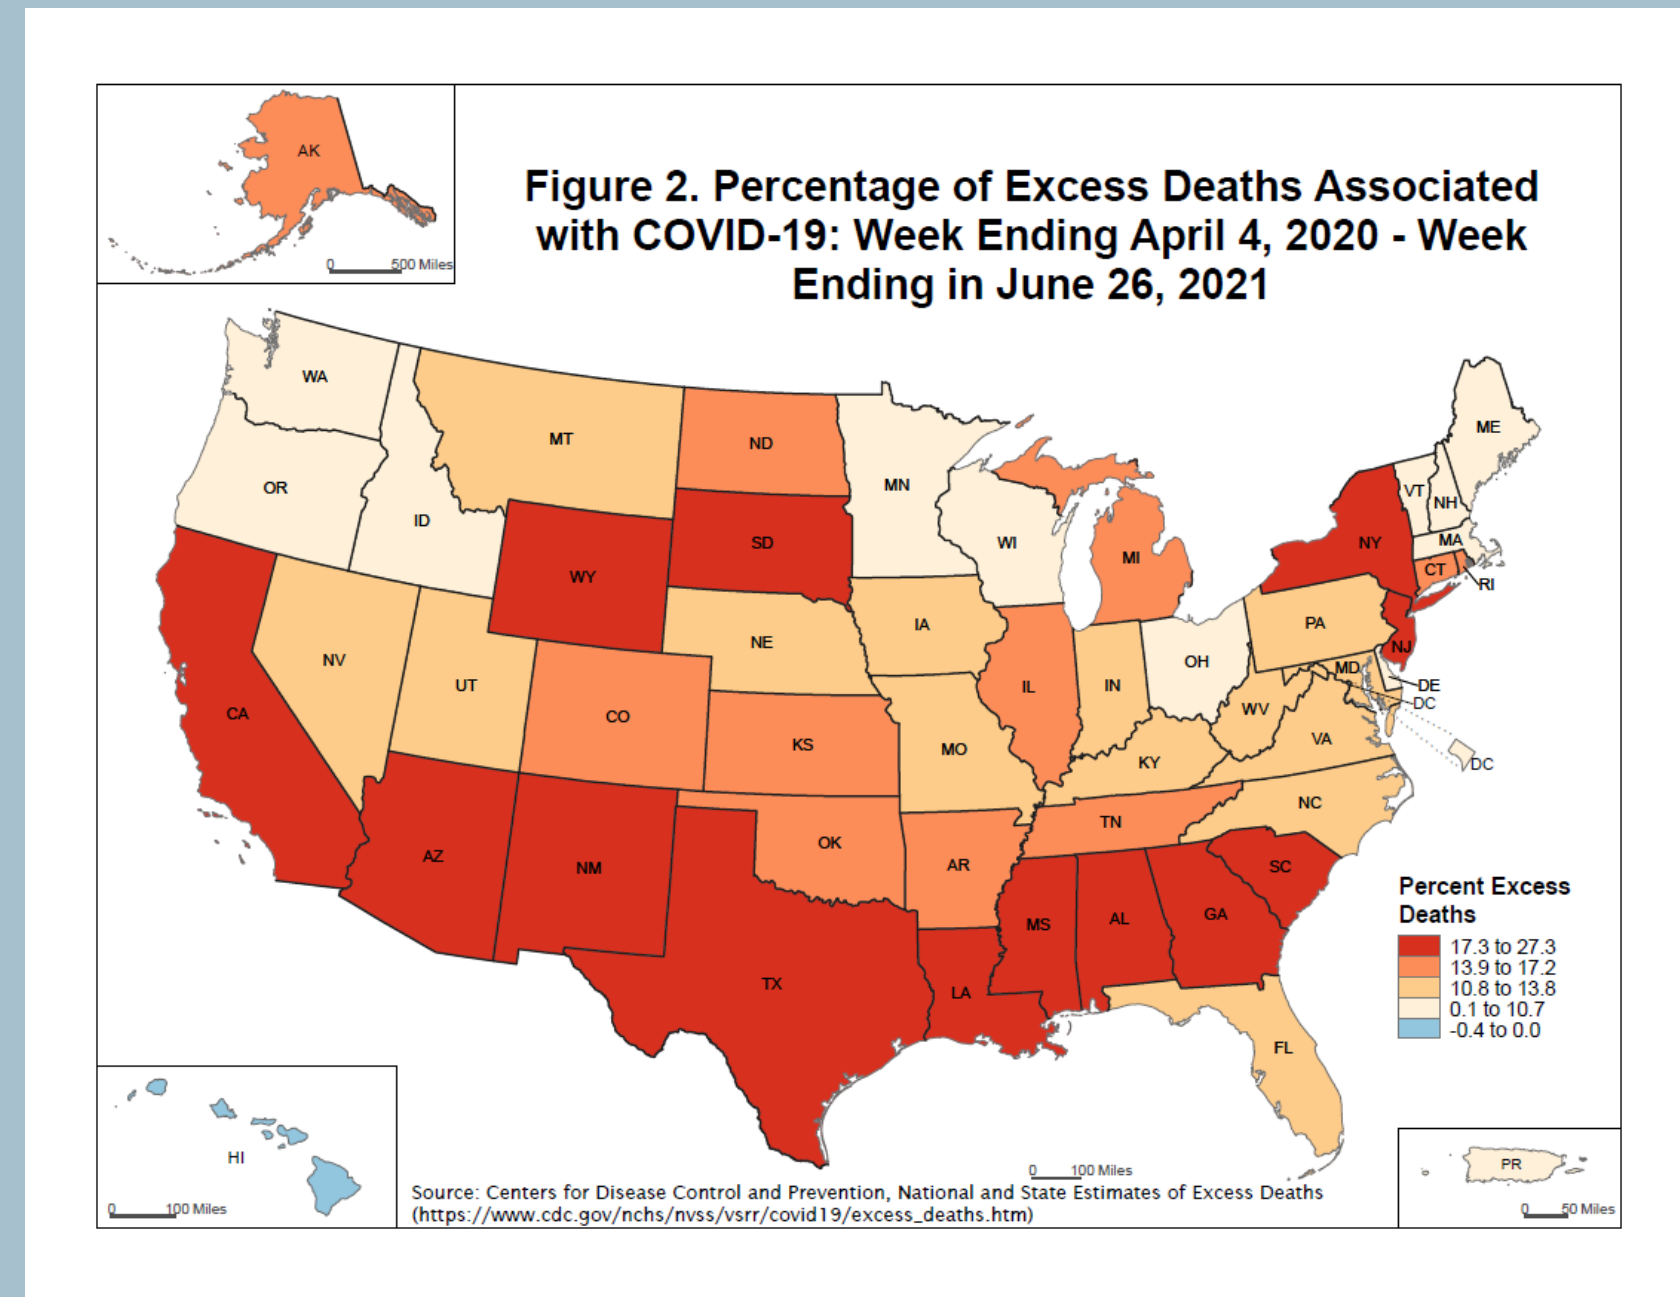 AK
0 500 Miles
Figure 2. Percentage of Excess Deaths Associated
with COVID-19: Week Ending April 4, 2020 - Week
Ending in June 26, 2021
WA
MT
ND
ME
OR
ID
MN
VT
NH
WY
SD
WI
MI
NY
MA
CT
RI
NV
UT
NE
IA
PA
NJ
CA
CO
KS
MO
IL
IN
OH
WV
MD
DE
DC
VA
DC
KY
NC
TN
AZ
NM
OK
AR
SC
MS
AL
GA
TX
LA
FL
Percent Excess
Deaths
17.3 to 27.3
13.9 to 17.2
10.8 to 13.8
0.1 to 10.7
-0.4 to 0.0
HI
0 100 Miles
0 100 Miles
PR
0 50 Miles
Source: Centers for Disease Control and Prevention, National and State Estimates of Excess Deaths
(https://www.cdc.gov/nchs/nvss/vsrr/covid19/excess_deaths.htm)